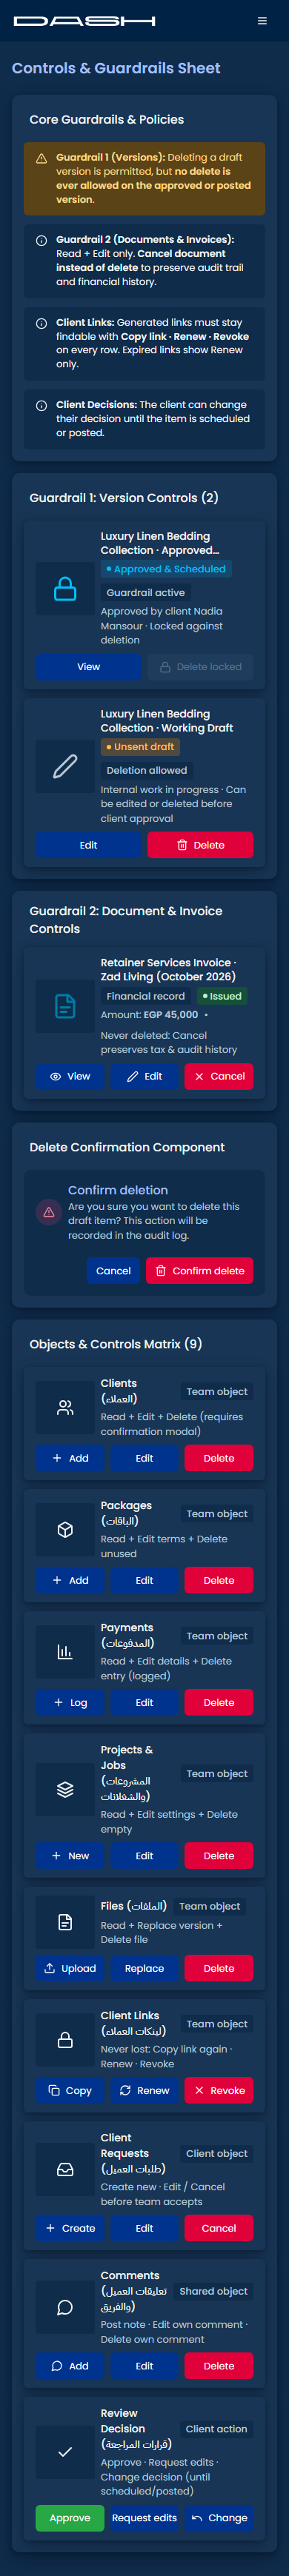 DASH
Controls & Guardrails Sheet
Core Guardrails & Policies
Guardrail 1 (Versions): Deleting a draft
version is permitted, but no delete is
ever allowed on the approved or posted
version.
Guardrail 2 (Documents & Invoices):
Read + Edit only. Cancel document
instead of delete to preserve audit trail
and financial history.
Client Links: Generated links must stay
findable with Copy link · Renew · Revoke
on every row. Expired links show Renew
only.
Client Decisions: The client can change
their decision until the item is scheduled
or posted.
Guardrail 1: Version Controls (2)
Luxury Linen Bedding
Collection · Approved...
Approved & Scheduled
Guardrail active
Approved by client Nadia
Mansour · Locked against
deletion
View
Delete locked
Luxury Linen Bedding
Collection · Working Draft
Unsent draft
Deletion allowed
Internal work in progress · Can
be edited or deleted before
client approval
Edit
Delete
Guardrail 2: Document & Invoice
Controls
Retainer Services Invoice ·
Zad Living (October 2026)
Financial record
Issued
Amount: EGP 45,000 •
Never deleted: Cancel
preserves tax & audit history
View
Edit
Cancel
Delete Confirmation Component
Confirm deletion
Are you sure you want to delete this
draft item? This action will be
recorded in the audit log.
Cancel
Confirm delete
Objects & Controls Matrix (9)
Clients
(العملاء)
Team object
Read + Edit + Delete (requires
confirmation modal)
Add
Edit
Delete
Packages
(الباقات)
Team object
Read + Edit terms + Delete
unused
Add
Edit
Delete
Payments
(المدفوعات)
Team object
Read + Edit details + Delete
entry (logged)
Log
Edit
Delete
Projects &
Jobs
(المشروعات
والشغلانات)
Team object
Read + Edit settings + Delete
empty
New
Edit
Delete
Files (الملفات)
Team object
Read + Replace version +
Delete file
Upload
Replace
Delete
Client Links
(لينكات العملاء)
Team object
Never lost: Copy link again ·
Renew · Revoke
Copy
Renew
Revoke
Client
Requests
(طلبات العميل)
Client object
Create new · Edit / Cancel
before team accepts
Create
Edit
Cancel
Comments
(تعليقات العميل
والفريق)
Shared object
Post note · Edit own comment ·
Delete own comment
Add
Edit
Delete
Review
Decision
(قرارات المراجعة)
Client action
Approve · Request edits ·
Change decision (until
scheduled/posted)
Approve
Request edits
Change